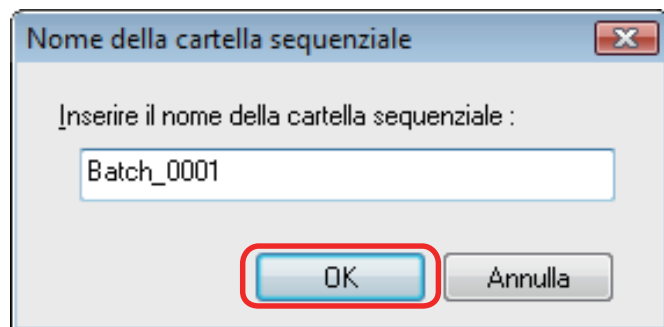 Nome della cartella sequenziale
Inserire il nome della cartella sequenziale :
Batch_0001
OK Annulla